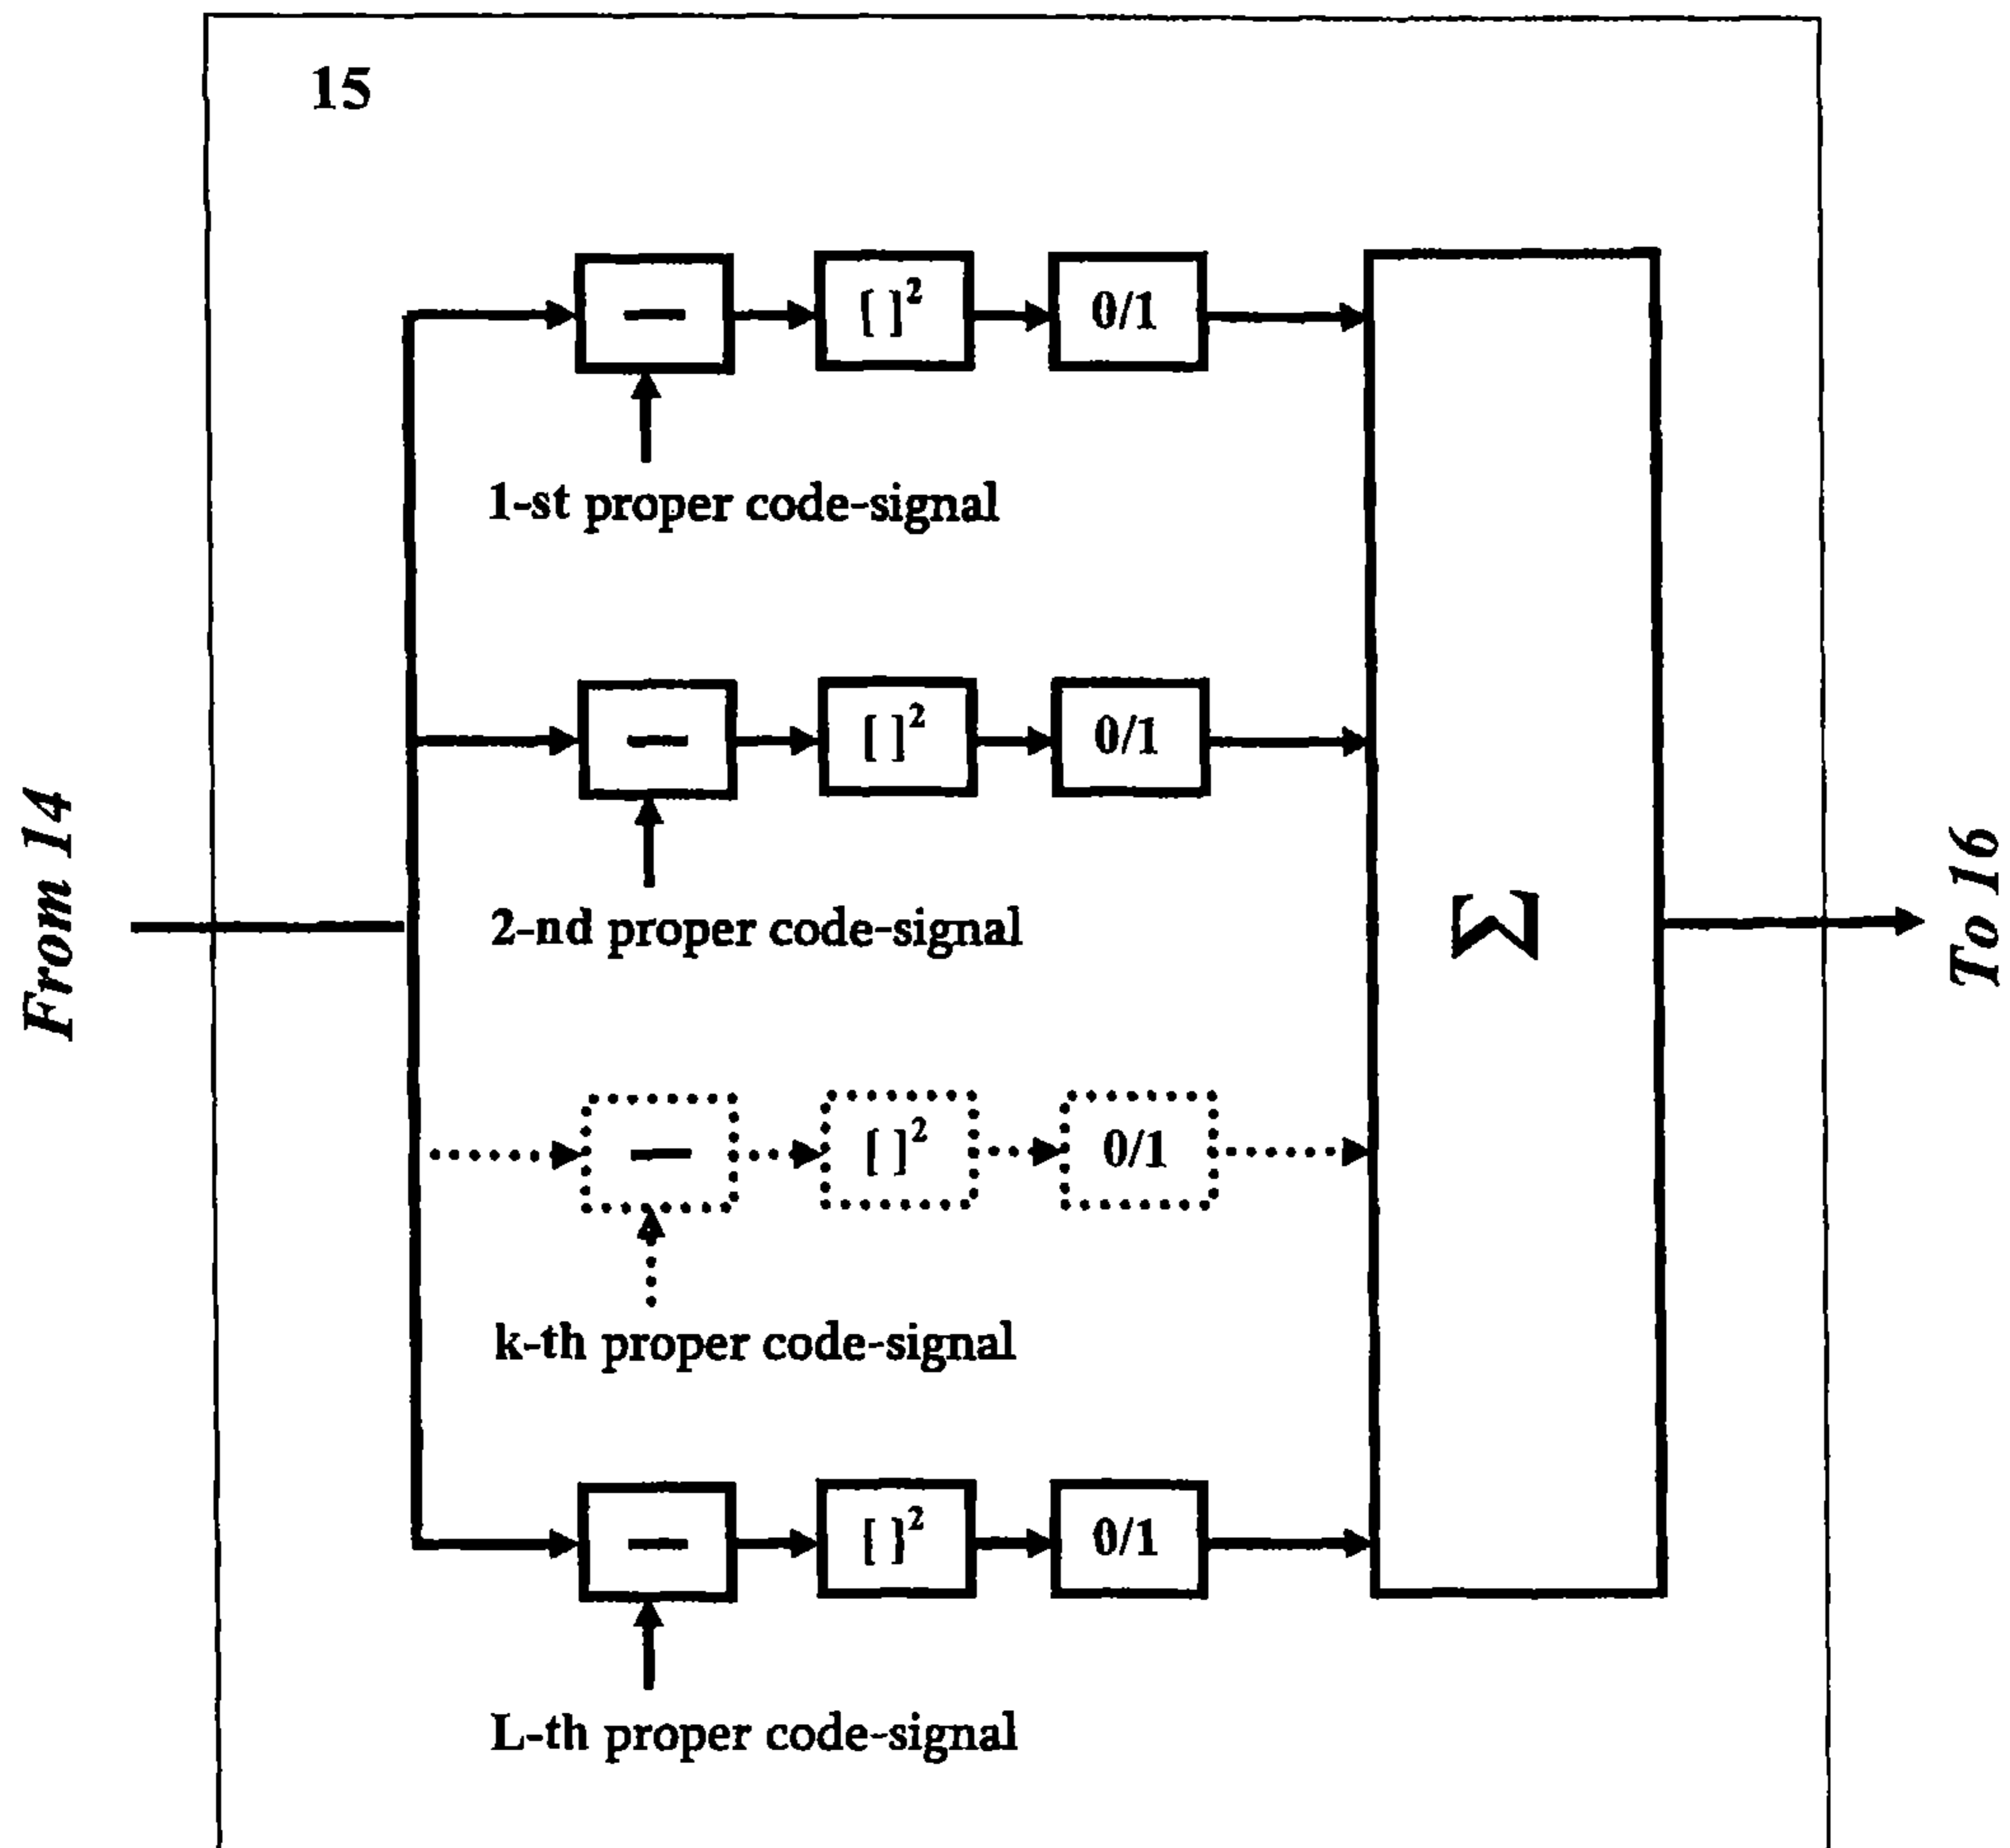 15
— [ ]² 0/1
1-st proper code-signal
— [ ]² 0/1
2-nd proper code-signal
From 14
Σ
To 16
— [ ]² 0/1
k-th proper code-signal
— [ ]² 0/1
L-th proper code-signal